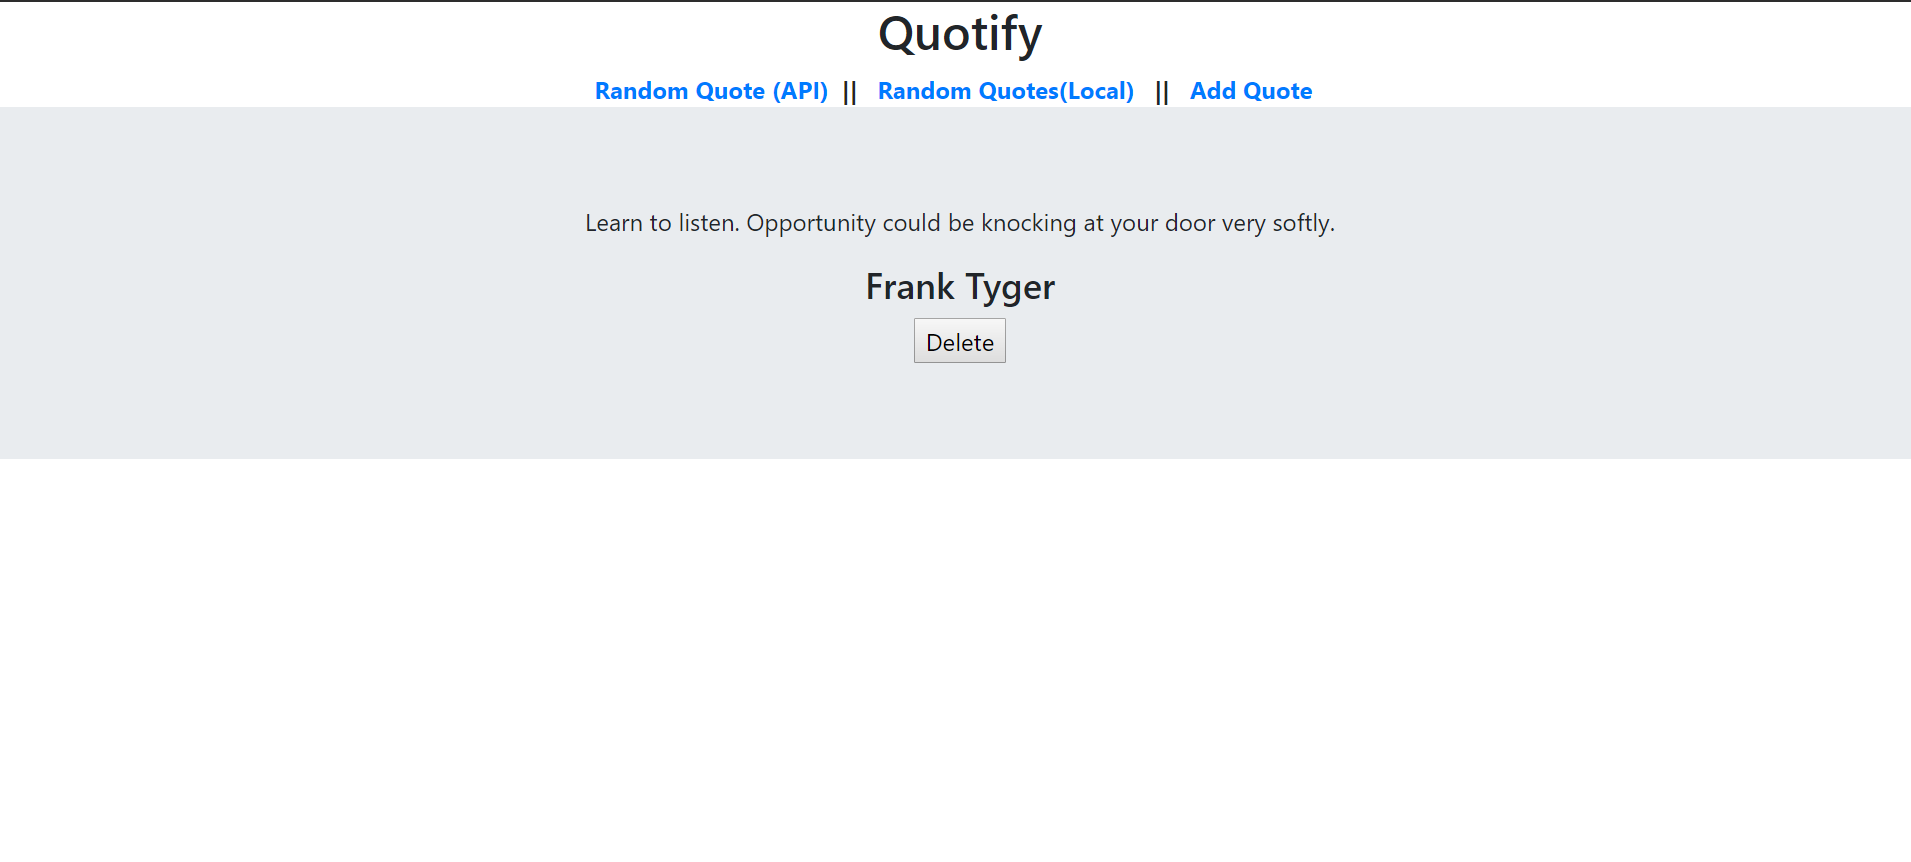 Quotify
Random Quote (API) || Random Quotes(Local) || Add Quote
Learn to listen. Opportunity could be knocking at your door very softly.
Frank Tyger
Delete